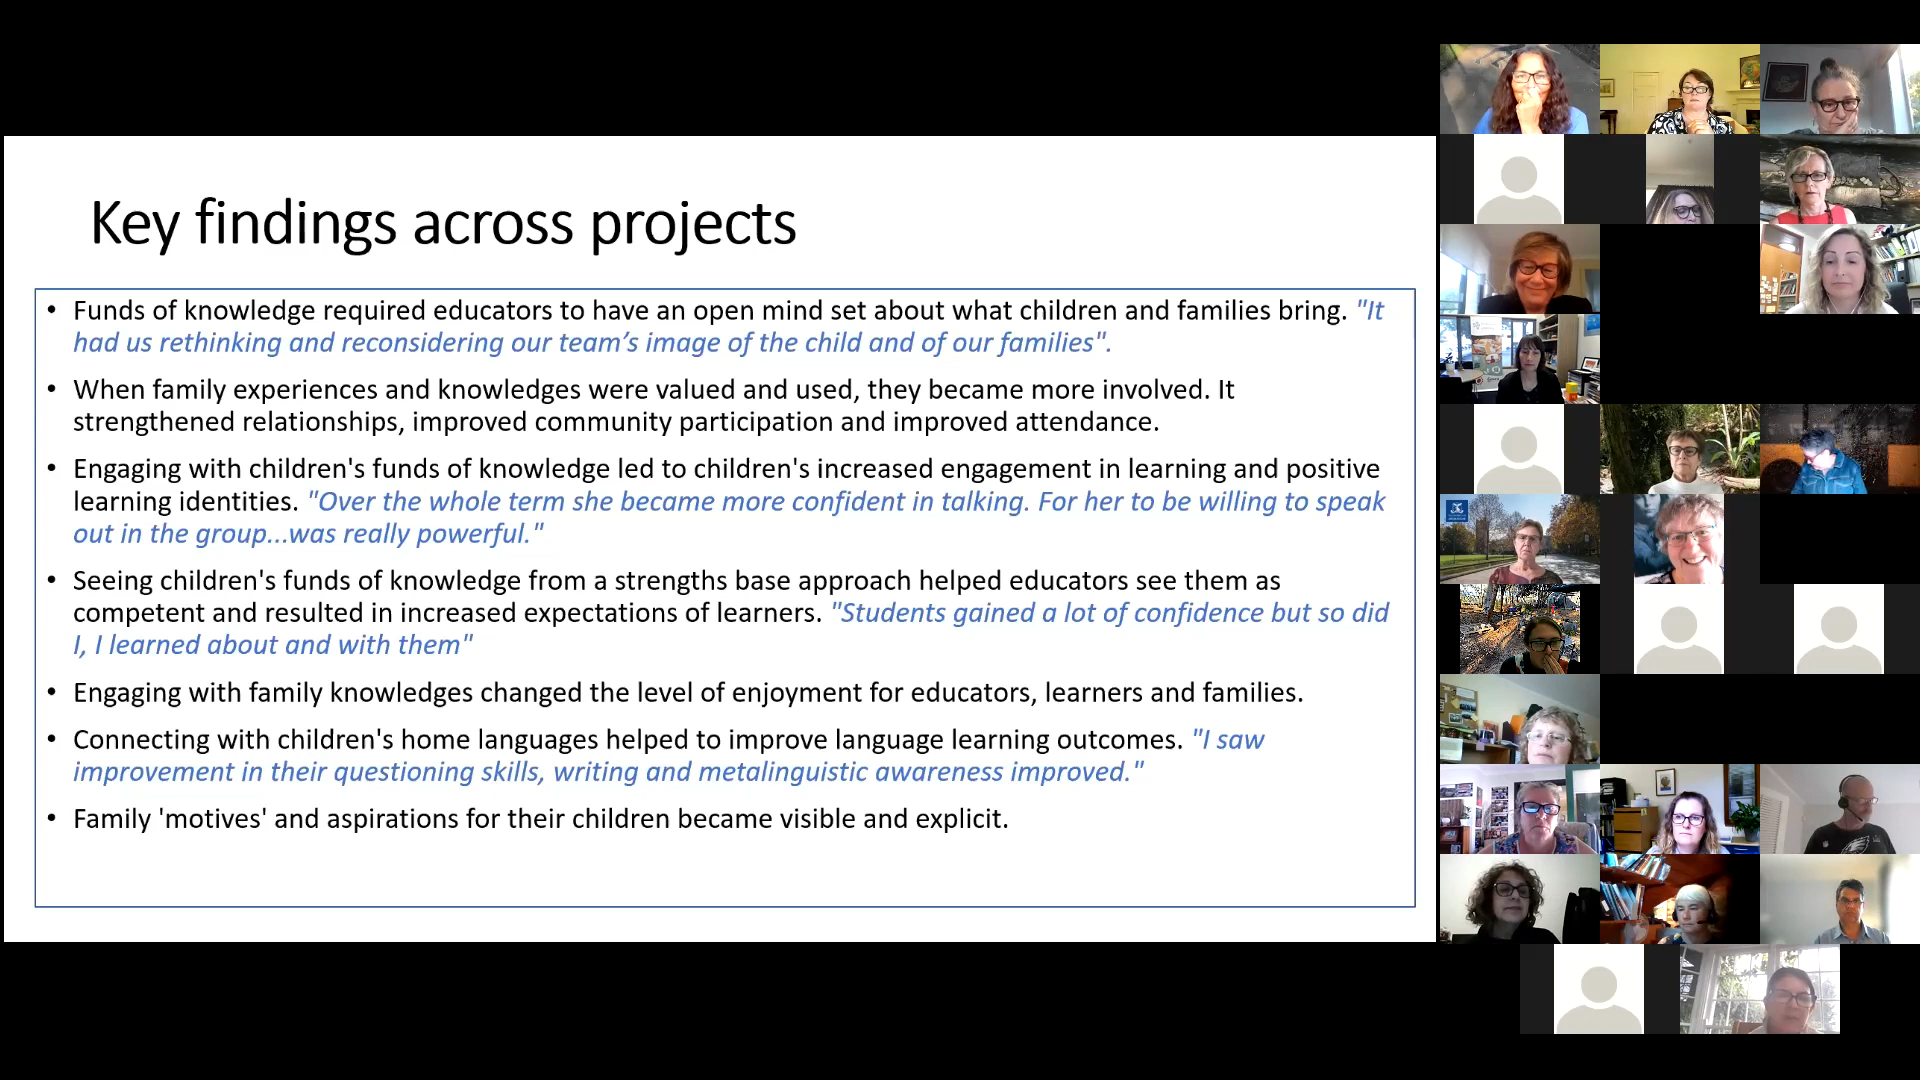 Key findings across projects
• Funds of knowledge required educators to have an open mind set about what children and families bring. "It
had us rethinking and reconsidering our team’s image of the child and of our families".
• When family experiences and knowledges were valued and used, they became more involved. It
strengthened relationships, improved community participation and improved attendance.
• Engaging with children's funds of knowledge led to children's increased engagement in learning and positive
learning identities. "Over the whole term she became more confident in talking. For her to be willing to speak
out in the group...was really powerful."
• Seeing children's funds of knowledge from a strengths base approach helped educators see them as
competent and resulted in increased expectations of learners. "Students gained a lot of confidence but so did
I, I learned about and with them"
• Engaging with family knowledges changed the level of enjoyment for educators, learners and families.
• Connecting with children's home languages helped to improve language learning outcomes. "I saw
improvement in their questioning skills, writing and metalinguistic awareness improved."
• Family 'motives' and aspirations for their children became visible and explicit.